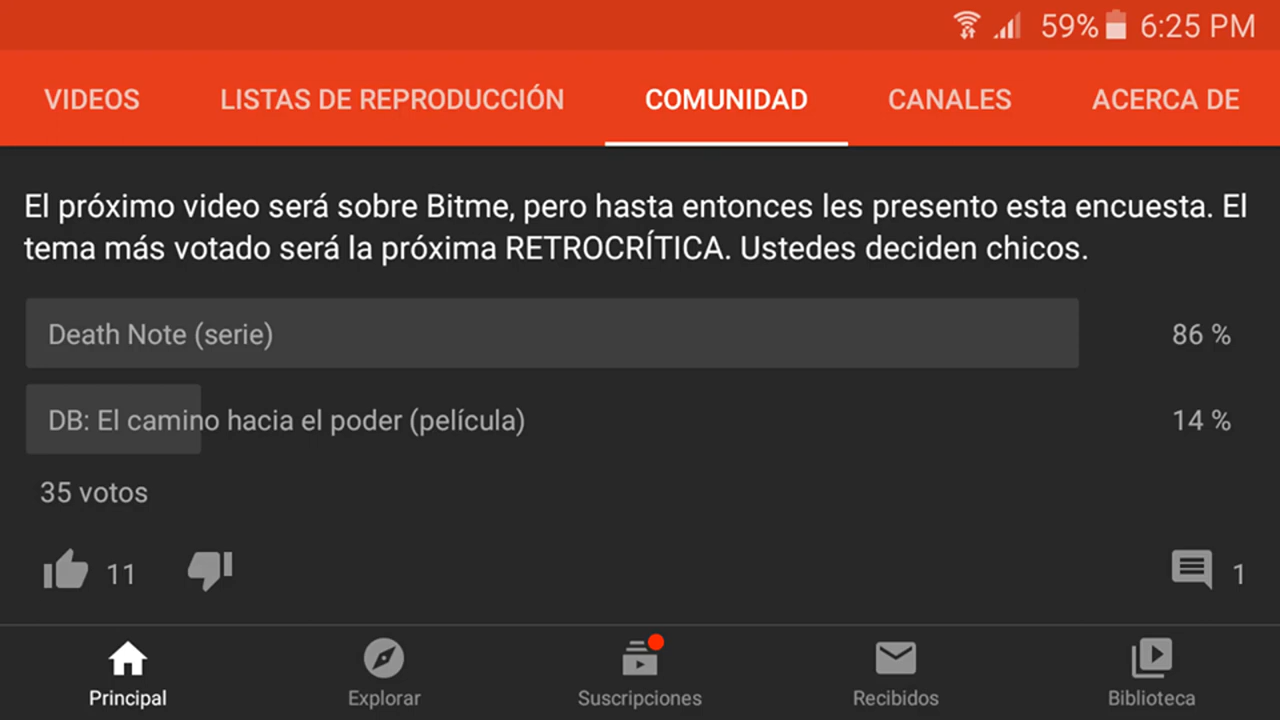 59% 6:25 PM
VIDEOS LISTAS DE REPRODUCCIÓN COMUNIDAD CANALES ACERCA DE
El próximo video será sobre Bitme, pero hasta entonces les presento esta encuesta. El
tema más votado será la próxima RETROCRÍTICA. Ustedes deciden chicos.
Death Note (serie) 86 %
DB: El camino hacia el poder (película) 14 %
35 votos
11 1
Principal Explorar Suscripciones Recibidos Biblioteca